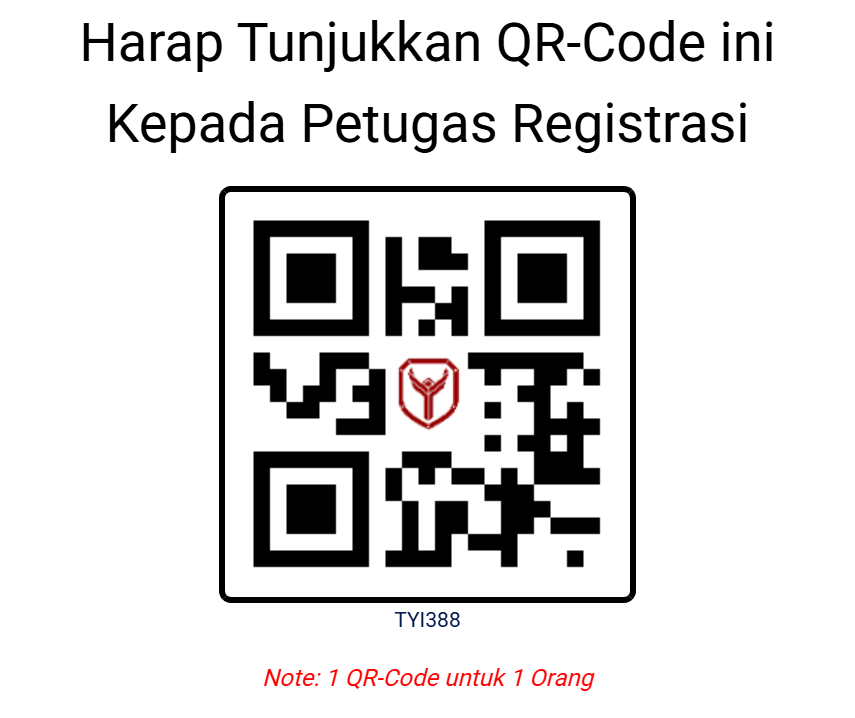 Harap Tunjukkan QR-Code ini
Kepada Petugas Registrasi
TYI388
Note: 1 QR-Code untuk 1 Orang